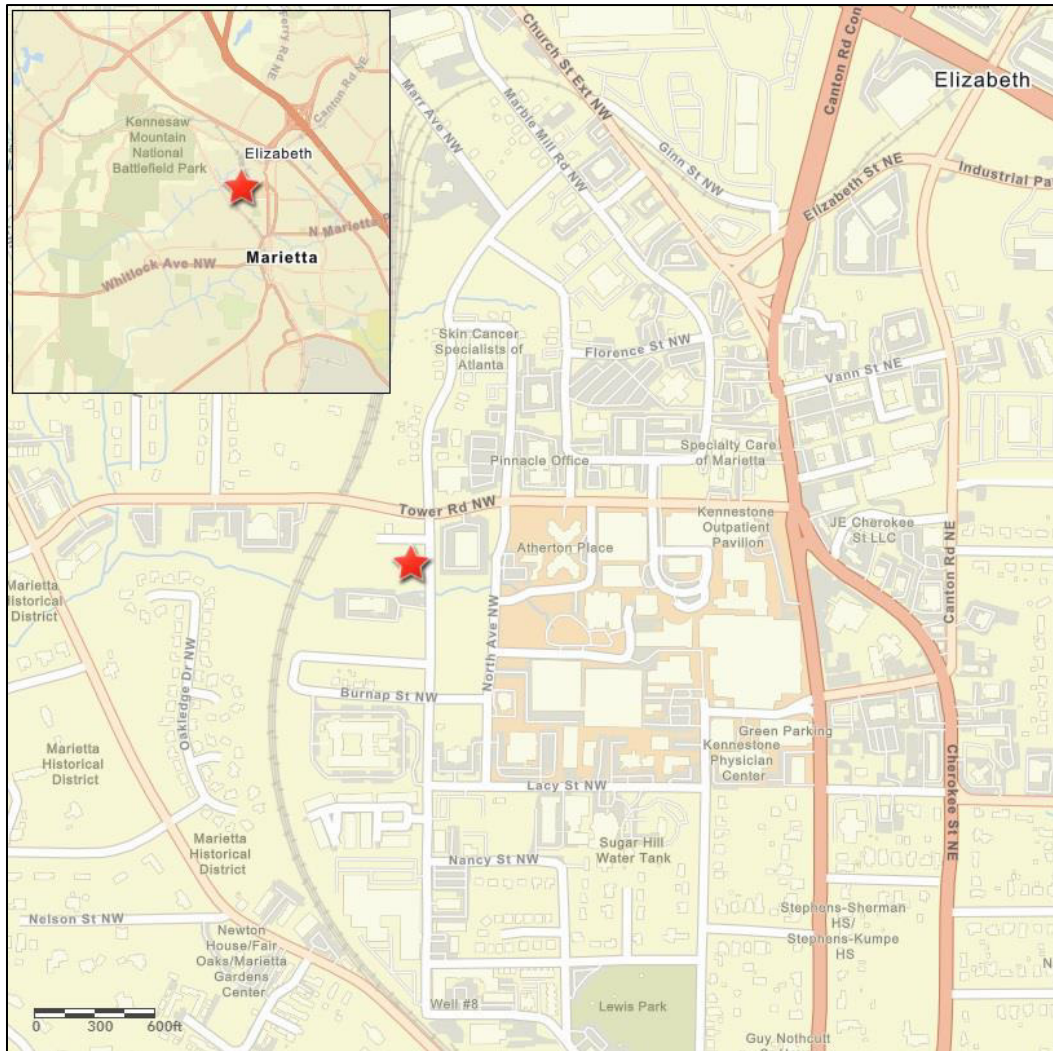 Ferry Rd NE
Canton Rd NE
Kennesaw
Mountain
National
Battlefield Park
Elizabeth
N Marietta P
Marietta
Whitlock Ave NW
Church St Ext NW
Canton Rd Con
Elizabeth
Marr Ave NW
Marble Mill Rd NW
Ginn St NW
Elizabeth St NE
Industrial Pa
Skin Cancer
Specialists of
Atlanta
Florence St NW
Vann St NE
Pinnacle Office
Specialty Care
of Marietta
Tower Rd NW
Kennestone
Outpatient
Pavilion
JE Cherokee
St LLC
Atherton Place
Canton Rd NE
Marietta
Historical
District
Oakledge Dr NW
North Ave NW
Burnap St NW
Marietta
Historical
District
Green Parking
Kennestone
Physician
Center
Lacy St NW
Cherokee St NE
Marietta
Historical
District
Sugar Hill
Water Tank
Nancy St NW
Nelson St NW
Newton
House/Fair
Oaks/Marietta
Gardens
Center
Stephens-Sherman
HS/
Stephens-Kumpe
HS
Well #8
Lewis Park
0 300 600ft
Guy Nothcutt